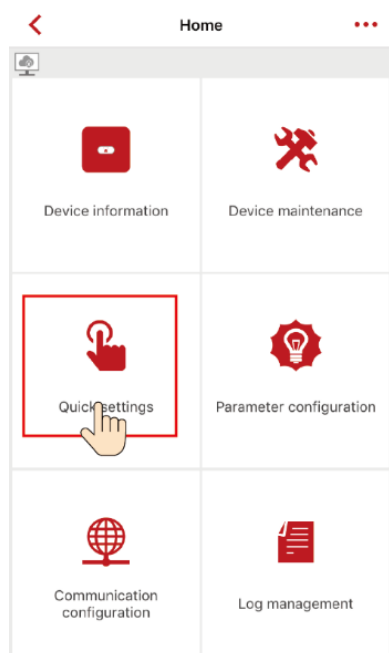 Home
Device information
Device maintenance
Quick settings
Parameter configuration
Communication
configuration
Log management